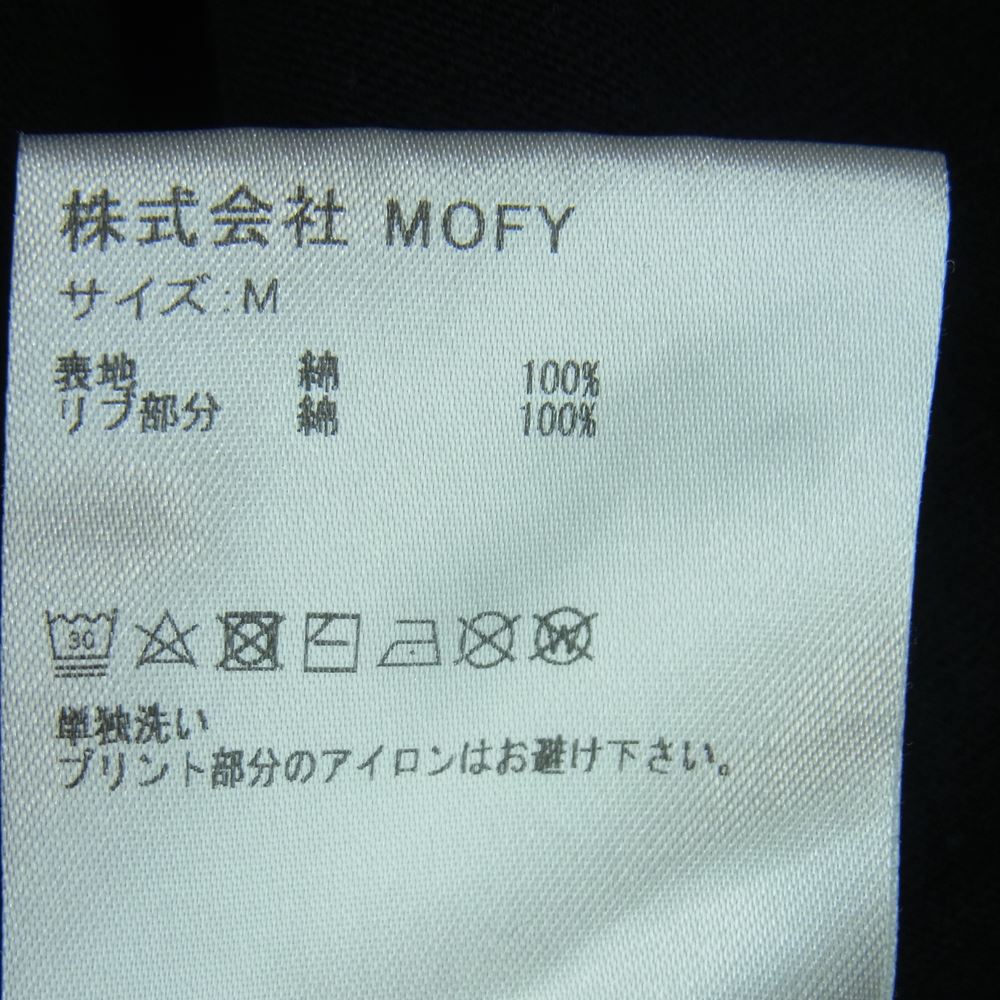 株式会社 MOFY
サイズ:M
表地 綿 100%
リブ部分 綿 100%
30 W
単独洗い
プリント部分のアイロンはお避け下さい。